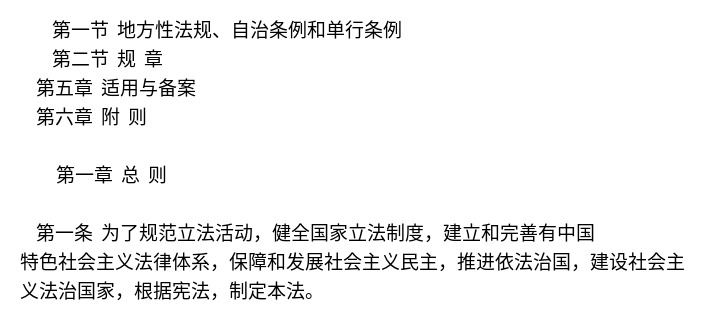 第一节 地方性法规、自治条例和单行条例
第二节 规 章
第五章 适用与备案
第六章 附 则
第一章 总 则
第一条 为了规范立法活动，健全国家立法制度，建立和完善有中国
特色社会主义法律体系，保障和发展社会主义民主，推进依法治国，建设社会主
义法治国家，根据宪法，制定本法。